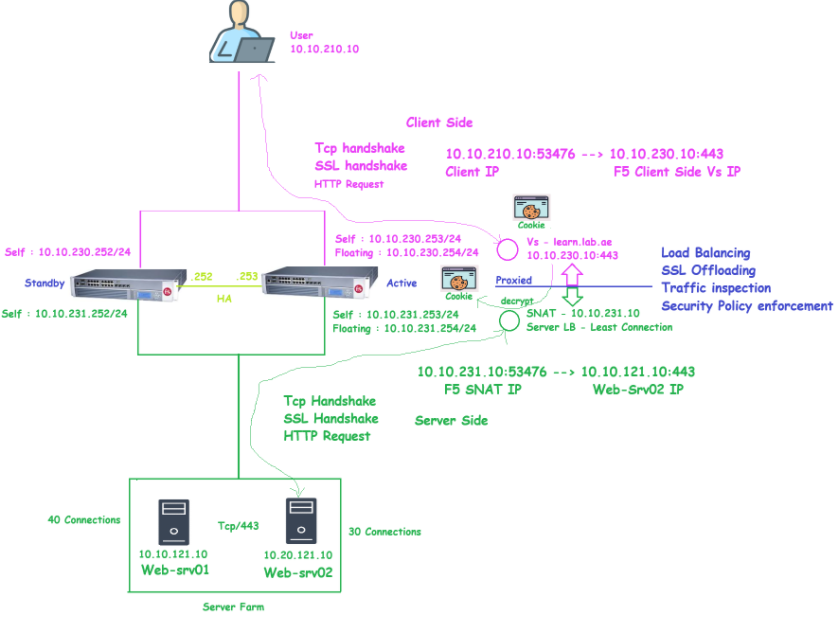 User
10.10.210.10
Client Side
Tcp handshake
SSL handshake
HTTP Request
10.10.210.10:53476 --> 10.10.230.10:443
Client IP
F5 Client Side Vs IP
Cookie
Self : 10.10.230.252/24
Self : 10.10.230.253/24
Floating : 10.10.230.254/24
Vs - learn.lab.ae
10.10.230.10:443
Load Balancing
SSL Offloading
Traffic inspection
Security Policy enforcement
Standby
.252
.253
HA
Active
Cookie
Proxied
decrypt
Self : 10.10.231.252/24
Self : 10.10.231.253/24
Floating : 10.10.231.254/24
SNAT - 10.10.231.10
Server LB - Least Connection
10.10.231.10:53476 --> 10.10.121.10:443
F5 SNAT IP
Web-Srv02 IP
Tcp Handshake
SSL Handshake
HTTP Request
Server Side
40 Connections
Tcp/443
30 Connections
10.10.121.10
Web-srv01
10.20.121.10
Web-srv02
Server Farm